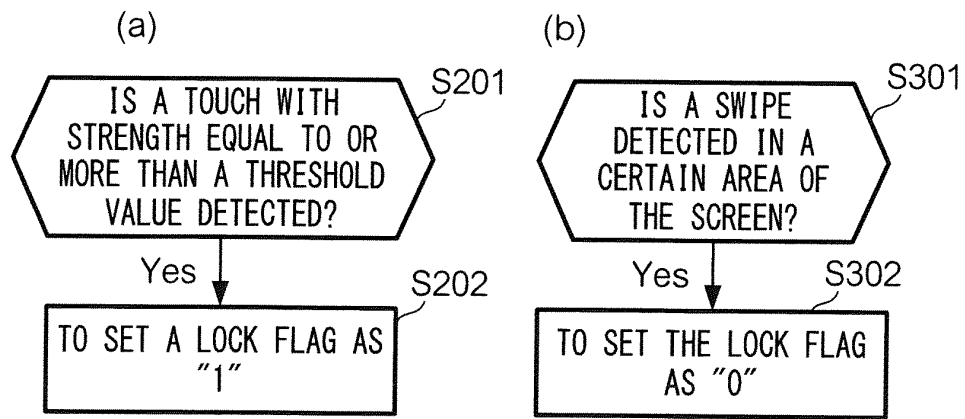 (a)
S201
IS A TOUCH WITH
STRENGTH EQUAL TO OR
MORE THAN A THRESHOLD
VALUE DETECTED?
Yes
S202
TO SET A LOCK FLAG AS
"1"
(b)
S301
IS A SWIPE
DETECTED IN A
CERTAIN AREA OF
THE SCREEN?
Yes
S302
TO SET THE LOCK FLAG
AS "0"